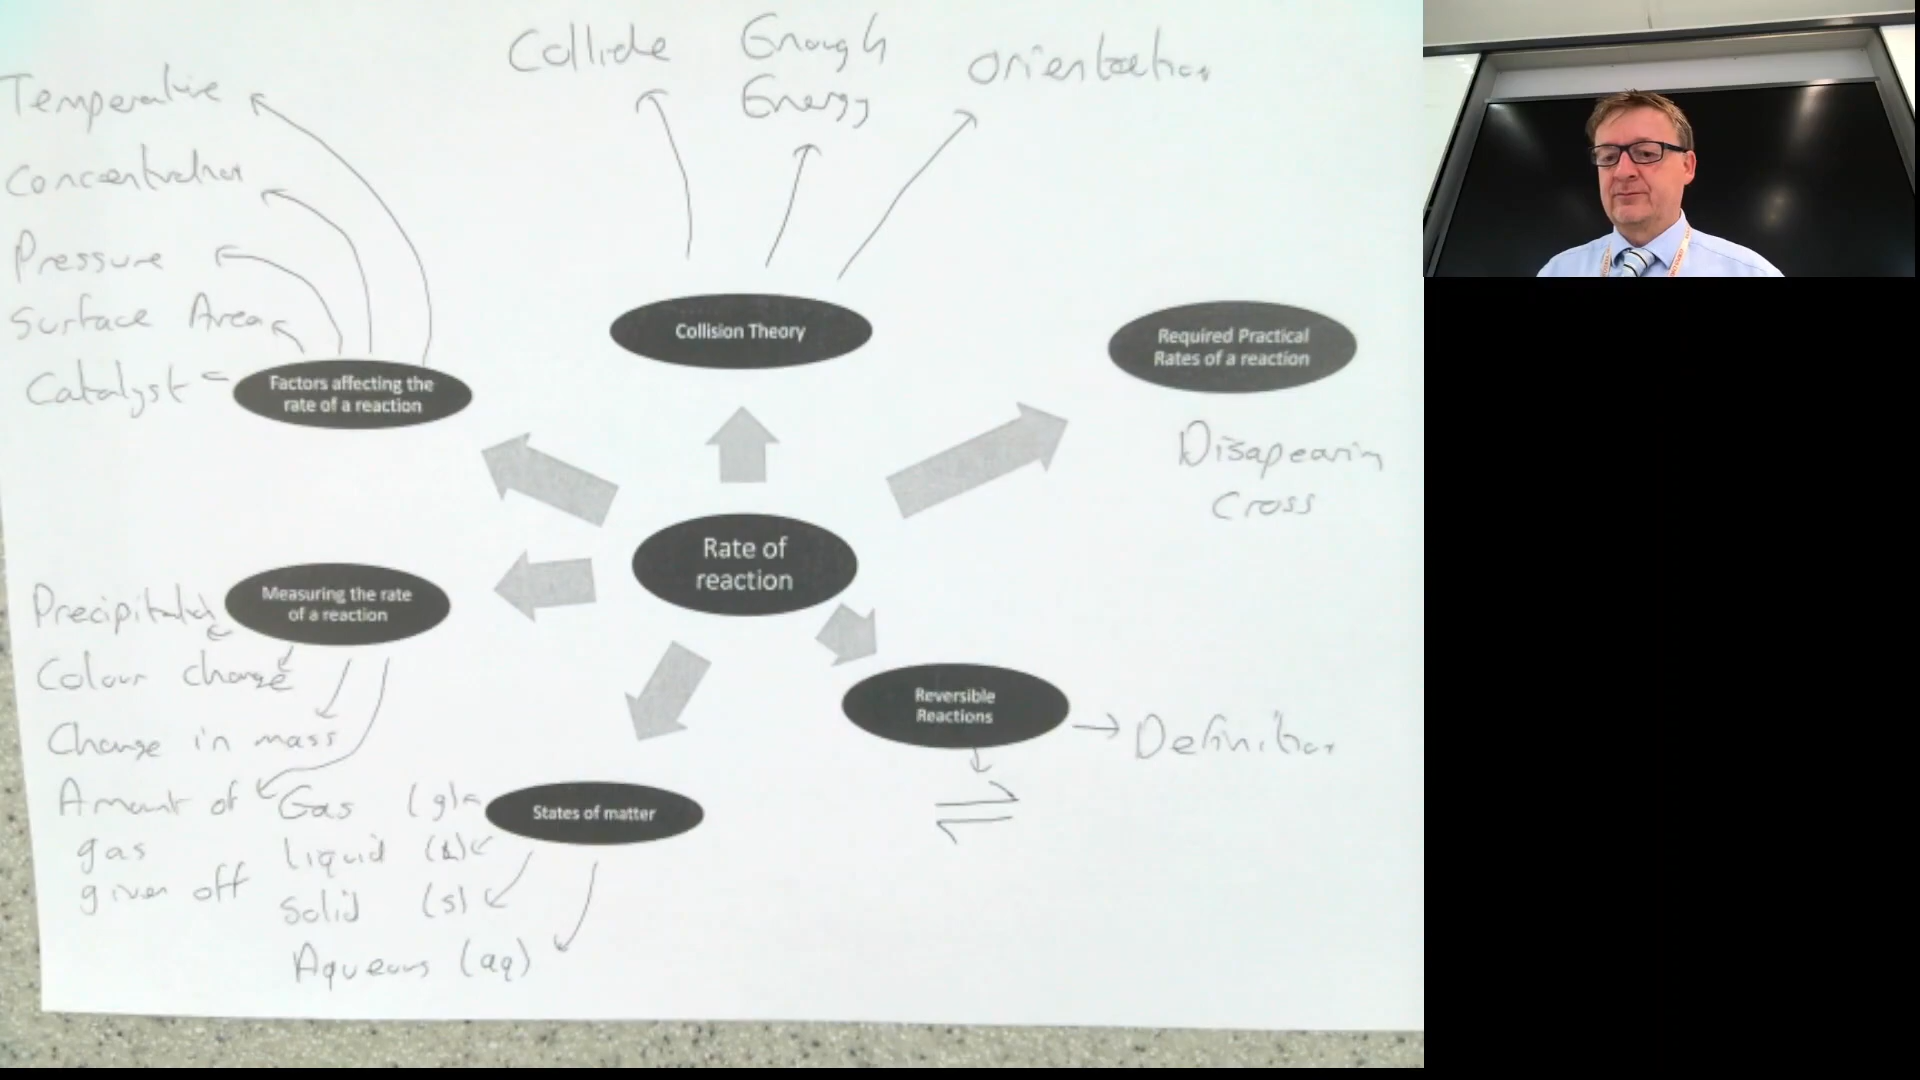 Collide
Enough
Energy
orientation
Temperature
Concentration
Pressure
Surface Area
Catalyst
Factors affecting the
rate of a reaction
Collision Theory
Required Practical
Rates of a reaction
Disapearing
Cross
Rate of
reaction
Measuring the rate
of a reaction
Precipitated
Colour change
Change in mass
Amount of
gas
given off
Reversible
Reactions
Definition
⇌
States of matter
Gas (g)
Liquid (l)
Solid (s)
Aqueous (aq)